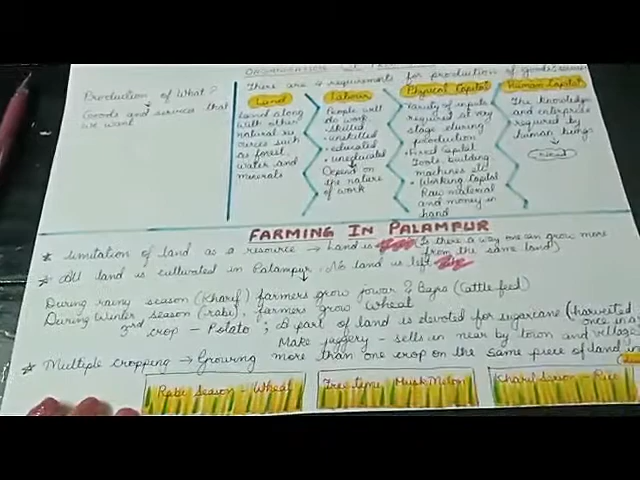 ORGANISATION OF
There are 4 requirements for production of goods
Production of What?
Goods and services that
we want
Land
Land along
with other
natural res
ources such
as forest,
water and
minerals
Labour
People will
do work.
• Skilled
• unskilled
• educated
• uneducated
Depend on
the nature
of work
Physical Capital
Variety of inputs
required at every
stage during
production
• Fixed Capital
Tools, building
machines etc
• Working Capital
Raw material
and money in
hand
Human Capital
The knowledge
and enterprise
required by
human beings
FARMING IN PALAMPUR
* limitation of land as a resource → Land is (Is there a way one can grow more
from the same land)
* All land is cultivated in Palampur. No land is left
During rainy season (Kharif) farmers grow jowar & Bajra (Cattle feed)
During Winter season (rabi), farmers grow Wheat
3rd crop - Potato ; A part of land is devoted for sugarcane (harvested
once in a
Make jaggery - sells in near by town and village
* Multiple cropping → Growing more than one crop on the same piece of land in
Rabi Season - Wheat
Free time Musk Melon
Kharif Season - Rice